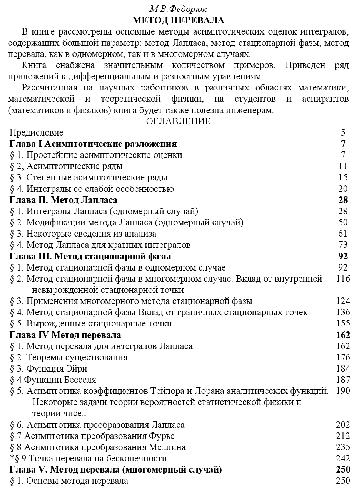 М.В.Федорюк
МЕТОД ПЕРЕВАЛА
В книге рассмотрены основные методы асимптотических оценок интегралов,
содержащих большой параметр: метод Лапласа, метод стационарной фазы, метод
перевала, как в одномерном, так и в многомерном случаях.
Книга снабжена значительным количеством примеров. Приведен ряд
приложений к дифференциальным и разностным уравнениям.
Рассчитанная на научных работников в различных областях математики,
математической и теоретической физики, на студентов и аспирантов
(математиков и физиков) книга будет также полезна инженерам.
ОГЛАВЛЕНИЕ
Предисловие 5
Глава I Асимптотические разложения 7
§ 1. Простейшие асимптотические оценки 7
§ 2, Асимптотические ряды 11
§ 3. Степенные асимптотические ряды 15
§ 4. Интегралы со слабой особенностью 20
Глава II. Метод Лапласа 28
§ 1. Интегралы Лапласа (одномерный случай) 28
§ 2. Модификации метода Лапласа (одномерный случай) 50
§ 3. Некоторые сведения из анализа 61
§ 4. Метод Лапласа для кратных интегралов 73
Глава III. Метод стационарной фазы 92
§ 1. Метод стационарной фазы в одномерном случае 92
§ 2. Метод стационарной фазы в многомерном случае. Вклад от внутренней 116
невырожденной стационарной точки
§ 3. Применения многомерного метода стационарной фазы 124
§ 4. Метод стационарной фазы Вклад от граничных стационарных точек 136
§ 5. Вырожденные стационарные точки 155
Глава IV Метод перевала 162
§ 1. Метод перевала для интегралов Лапласа 162
§ 2. Теоремы существования 176
§ 3. Функция Эйри 184
§ 4 Функции Бесселя 187
§ 5. Асимптотика коэффициентов Тейлора и Лорана аналитических функций. 190
Некоторые задачи теории вероятностей статистической физики и
теории чисел
§ 6. Асимптотика преобразования Лапласа 202
§ 7 Асимптотика преобразования Фурье 212
§ 8 Асимптотика преобразования Меллина 235
*§ 9 Точка перевала на бесконечности 242
Глава V. Метод перевала (многомерный случай) 250
§ 1. Основы метода перевала 250